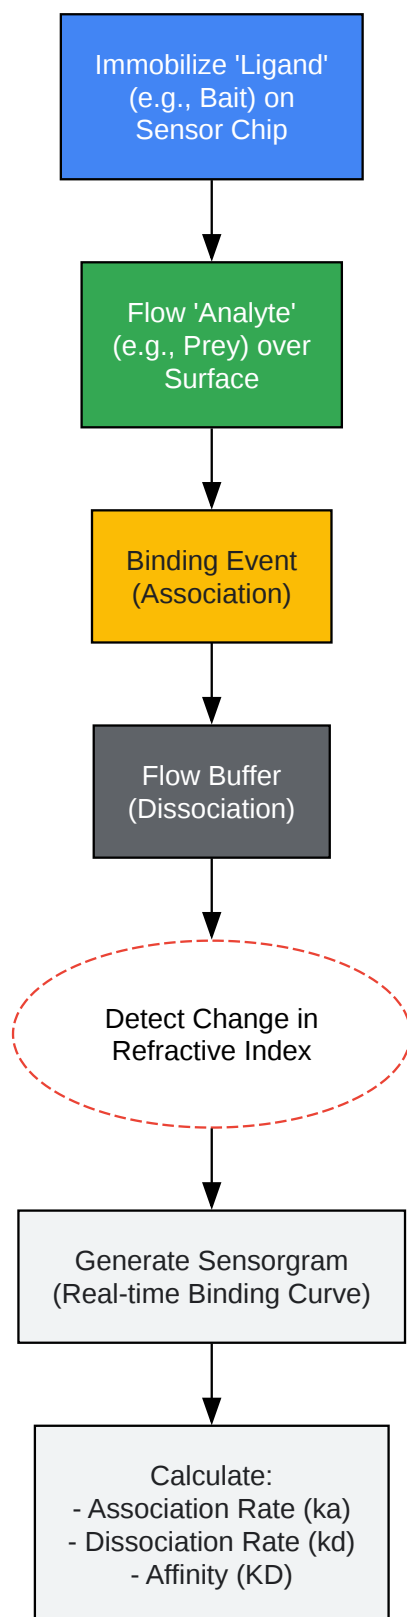 Immobilize 'Ligand'
(e.g., Bait) on
Sensor Chip
Flow 'Analyte'
(e.g., Prey) over
Surface
Binding Event
(Association)
Flow Buffer
(Dissociation)
Detect Change in
Refractive Index
Generate Sensorgram
(Real-time Binding Curve)
Calculate:
- Association Rate (ka)
- Dissociation Rate (kd)
- Affinity (KD)